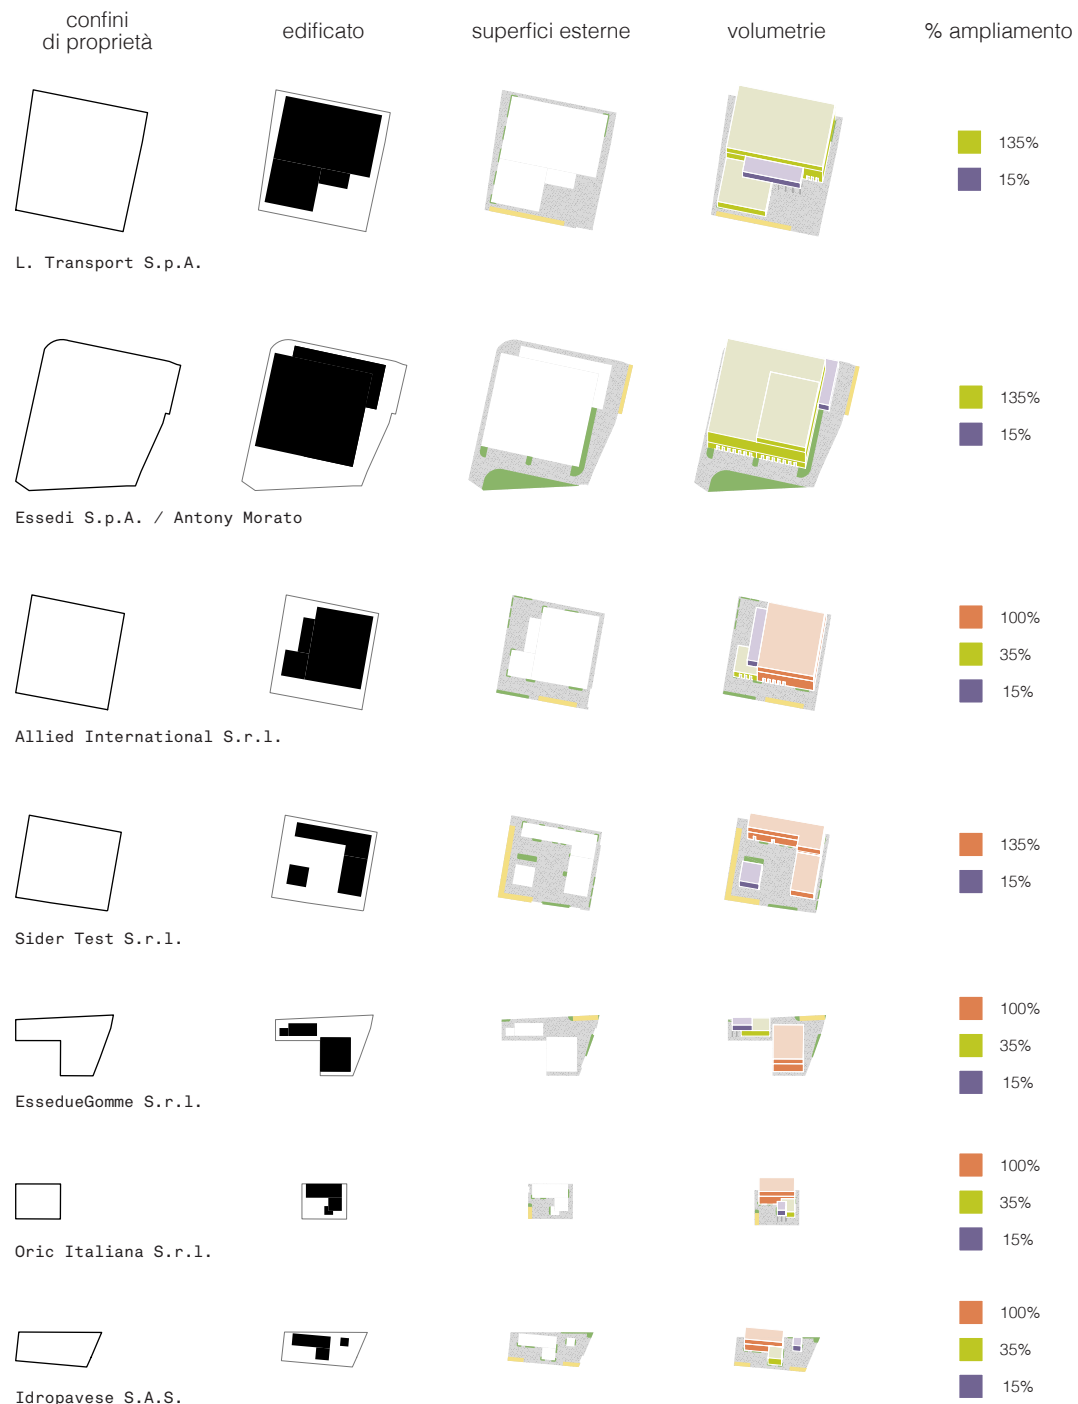 confini
di proprietà
edificato
superfici esterne
volumetrie
% ampliamento
135%
15%
L. Transport S.p.A.
135%
15%
Essedi S.p.A. / Antony Morato
100%
35%
15%
Allied International S.r.l.
135%
15%
Sider Test S.r.l.
100%
35%
15%
EssedueGomme S.r.l.
100%
35%
15%
Oric Italiana S.r.l.
100%
35%
15%
Idropavese S.A.S.